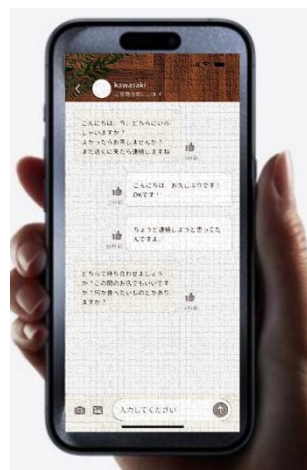 kawasaki
こんにちは、今、どちらにいら
しゃいますか？
よかったらお茶しませんか？
また近くに来たら連絡しますね
こんにちは、お久しぶりです！
OKです！
ちょうど連絡しようと思ってた
んですよ。
どちらで待ち合わせましょう
か？この間のお店でもいいです
か？何か食べたいものとかあり
ますか？
入力してください